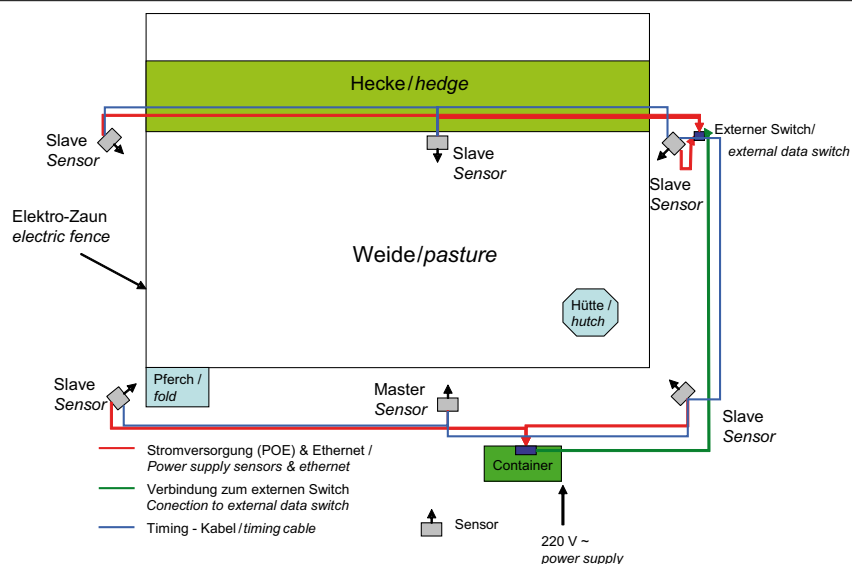 Hecke/hedge
Slave
Sensor
Slave
Sensor
Externer Switch/
external data switch
Slave
Sensor
Elektro-Zaun
electric fence
Weide/pasture
Hütte /
hutch
Pferch /
fold
Slave
Sensor
Master
Sensor
Slave
Sensor
Stromversorgung (POE) & Ethernet /
Power supply sensors & ethernet
Container
Verbindung zum externen Switch
Conection to external data switch
Timing - Kabel/timing cable
Sensor
220 V ~
power supply